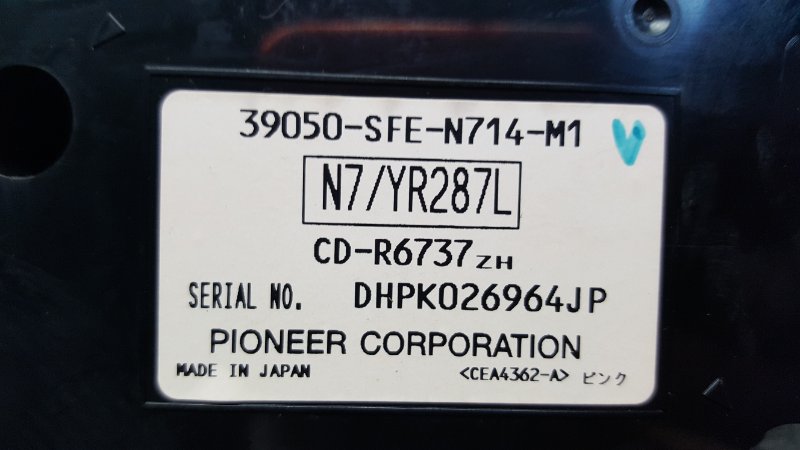 39050-SFE-N714-M1
N7/YR287L
CD-R6737ZH
SERIAL NO. DHPK026964JP
PIONEER CORPORATION
MADE IN JAPAN <CEA4362-A> ピンク